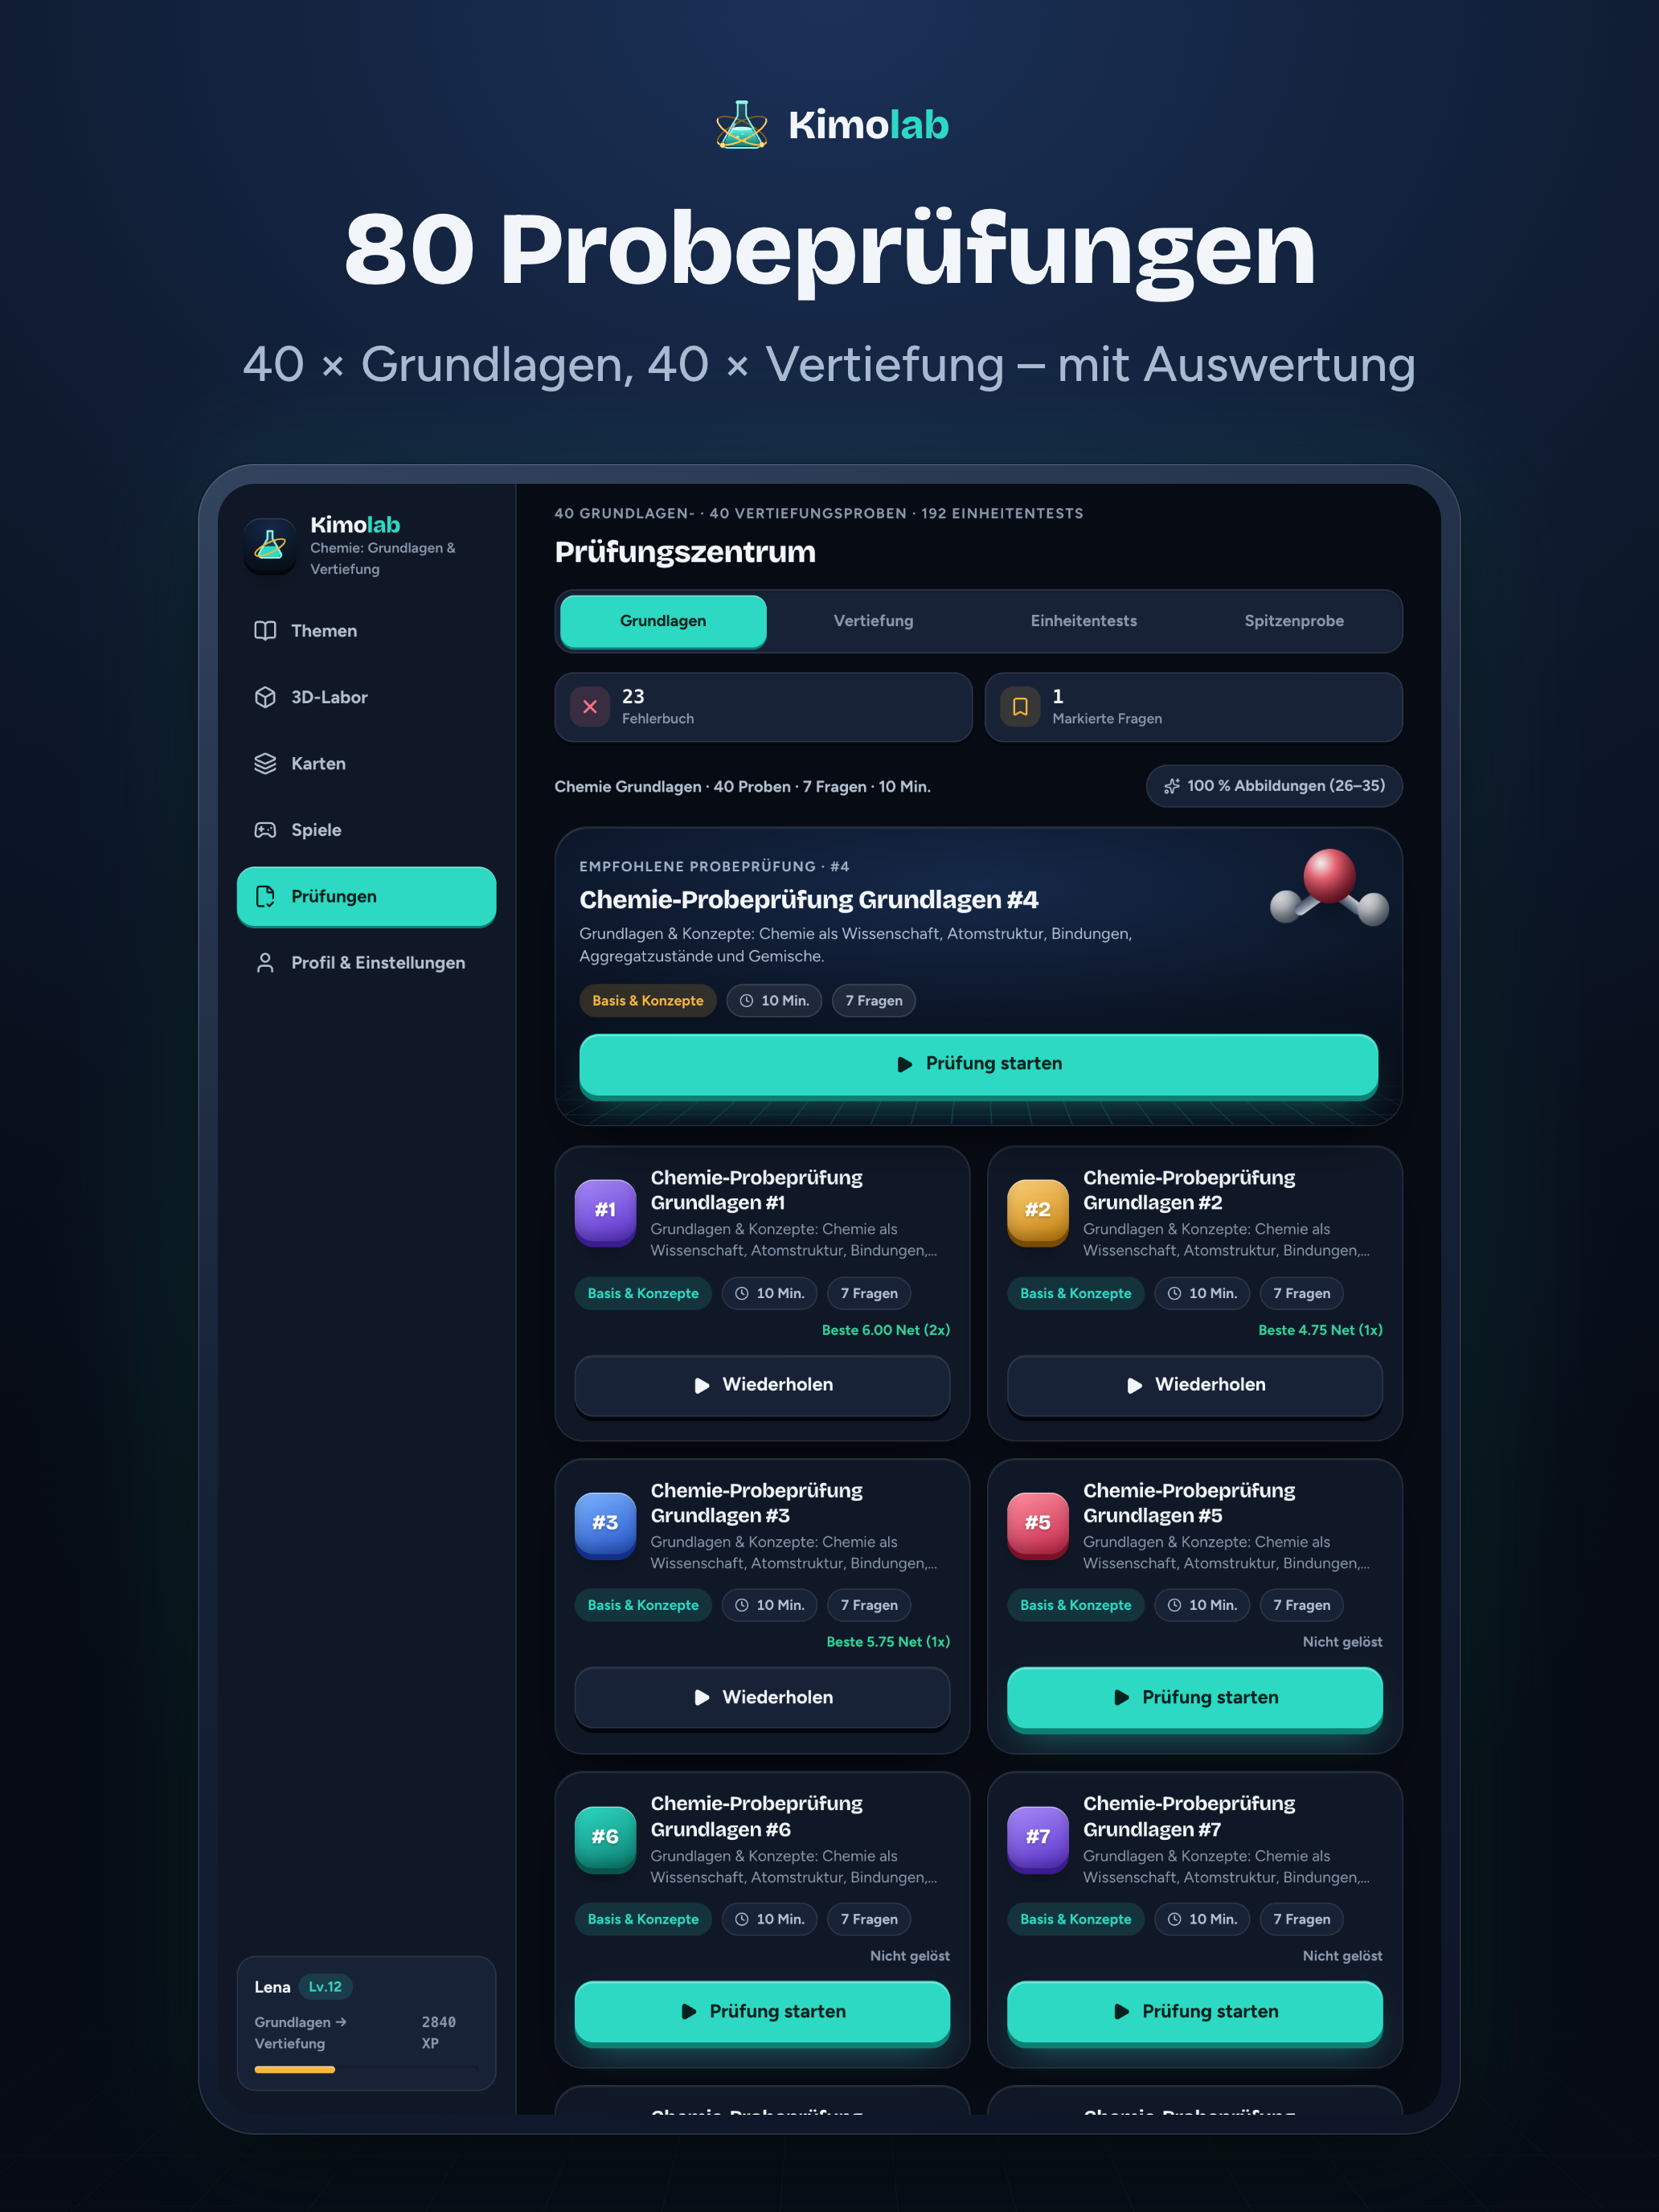 Kimolab
80 Probeprüfungen
40 × Grundlagen, 40 × Vertiefung – mit Auswertung
Kimolab
Chemie: Grundlagen &
Vertiefung
Themen
3D-Labor
Karten
Spiele
Prüfungen
Profil & Einstellungen
Lena Lv.12
Grundlagen → 2840
Vertiefung XP
40 GRUNDLAGEN- · 40 VERTIEFUNGSPROBEN · 192 EINHEITENTESTS
Prüfungszentrum
Grundlagen Vertiefung Einheitentests Spitzenprobe
23
Fehlerbuch
1
Markierte Fragen
Chemie Grundlagen · 40 Proben · 7 Fragen · 10 Min.
100 % Abbildungen (26–35)
EMPFOHLENE PROBEPRÜFUNG · #4
Chemie-Probeprüfung Grundlagen #4
Grundlagen & Konzepte: Chemie als Wissenschaft, Atomstruktur, Bindungen,
Aggregatzustände und Gemische.
Basis & Konzepte 10 Min. 7 Fragen
Prüfung starten
#1
Chemie-Probeprüfung
Grundlagen #1
Grundlagen & Konzepte: Chemie als
Wissenschaft, Atomstruktur, Bindungen,...
Basis & Konzepte 10 Min. 7 Fragen
Beste 6.00 Net (2x)
Wiederholen
#2
Chemie-Probeprüfung
Grundlagen #2
Grundlagen & Konzepte: Chemie als
Wissenschaft, Atomstruktur, Bindungen,...
Basis & Konzepte 10 Min. 7 Fragen
Beste 4.75 Net (1x)
Wiederholen
#3
Chemie-Probeprüfung
Grundlagen #3
Grundlagen & Konzepte: Chemie als
Wissenschaft, Atomstruktur, Bindungen,...
Basis & Konzepte 10 Min. 7 Fragen
Beste 5.75 Net (1x)
Wiederholen
#5
Chemie-Probeprüfung
Grundlagen #5
Grundlagen & Konzepte: Chemie als
Wissenschaft, Atomstruktur, Bindungen,...
Basis & Konzepte 10 Min. 7 Fragen
Nicht gelöst
Prüfung starten
#6
Chemie-Probeprüfung
Grundlagen #6
Grundlagen & Konzepte: Chemie als
Wissenschaft, Atomstruktur, Bindungen,...
Basis & Konzepte 10 Min. 7 Fragen
Nicht gelöst
Prüfung starten
#7
Chemie-Probeprüfung
Grundlagen #7
Grundlagen & Konzepte: Chemie als
Wissenschaft, Atomstruktur, Bindungen,...
Basis & Konzepte 10 Min. 7 Fragen
Nicht gelöst
Prüfung starten